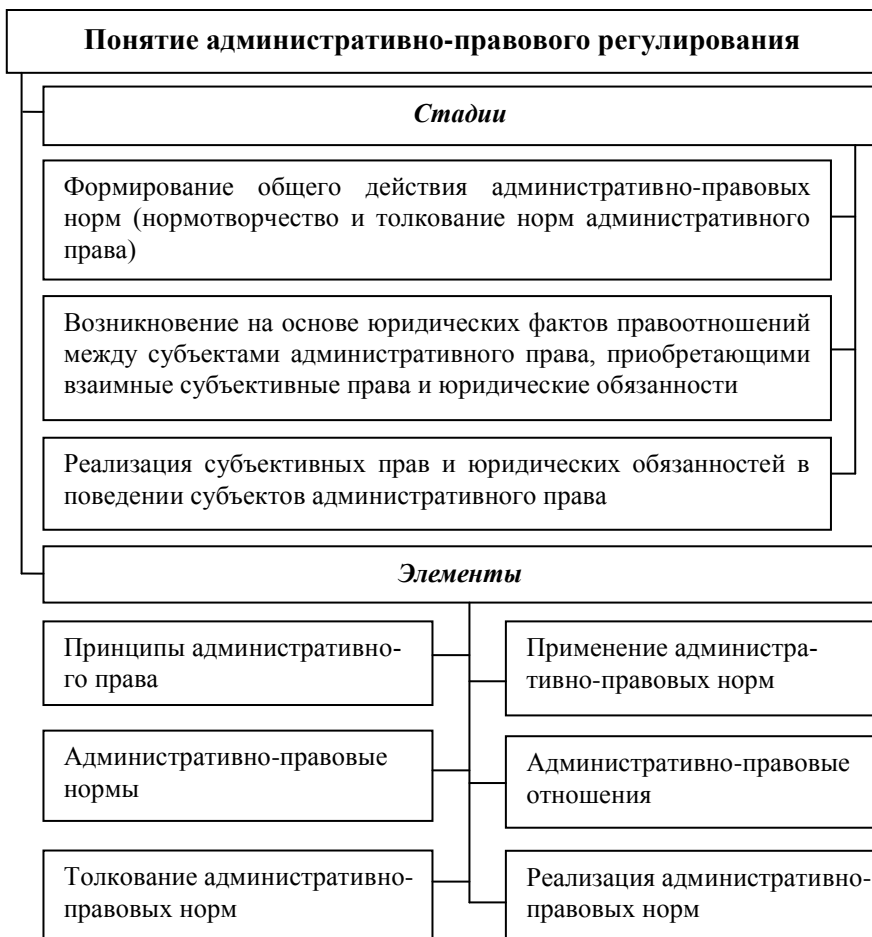 Понятие административно-правового регулирования
Стадии
Формирование общего действия административно-правовых
норм (нормотворчество и толкование норм административного
права)
Возникновение на основе юридических фактов правоотношений
между субъектами административного права, приобретающими
взаимные субъективные права и юридические обязанности
Реализация субъективных прав и юридических обязанностей в
поведении субъектов административного права
Элементы
Принципы административно-
го права
Применение администра-
тивно-правовых норм
Административно-правовые
нормы
Административно-правовые
отношения
Толкование административно-
правовых норм
Реализация административно-
правовых норм